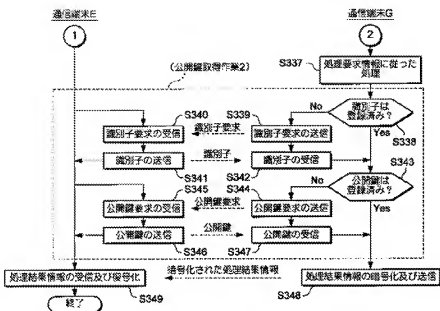 通信端末E
通信端末G
1
2
(公開鍵取得作業2)
S337
処理要求情報に従った
処理
識別子は
登録済み?
No
Yes
S338
S340
S339
識別子要求の受信
識別子要求
識別子要求の送信
識別子の送信
識別子
識別子の受信
S341
S342
S343
公開鍵は
登録済み?
No
Yes
S345
S344
公開鍵要求の受信
公開鍵要求
公開鍵要求の送信
公開鍵の送信
公開鍵
公開鍵の受信
S346
S347
処理結果情報の受信及び復号化
暗号化された処理結果情報
処理結果情報の暗号化及び送信
S349
S348
終了